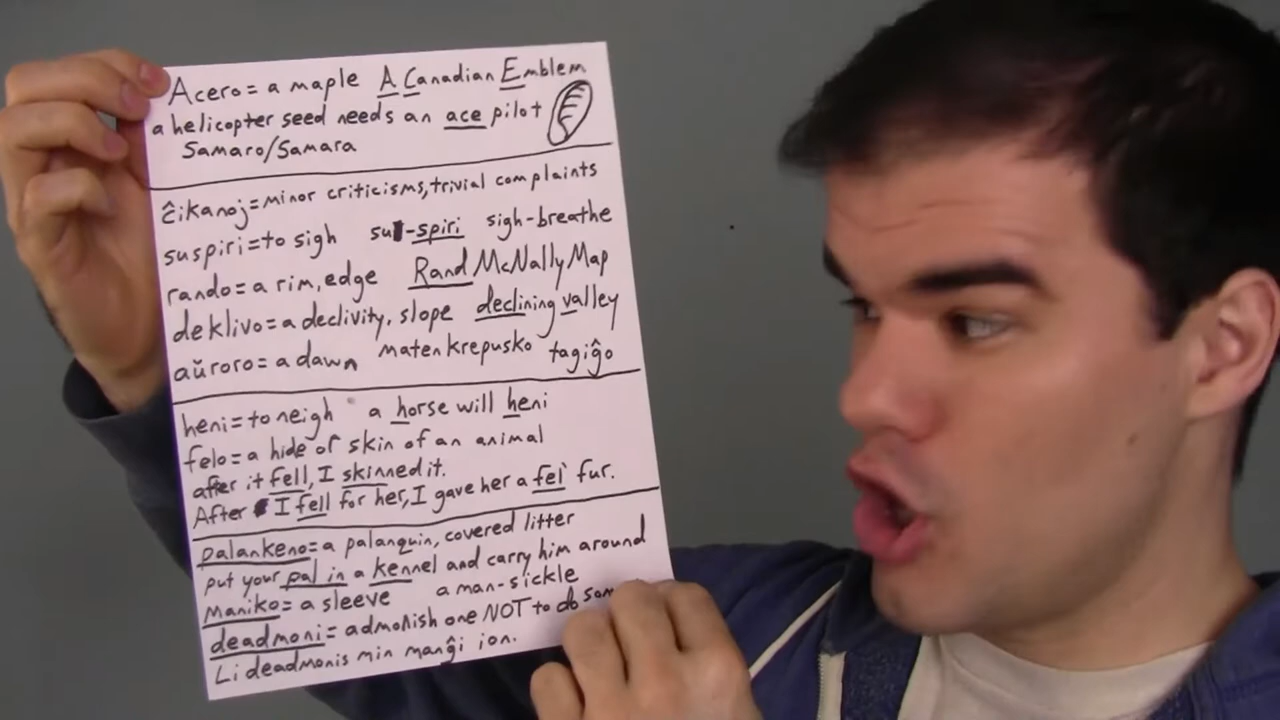 Acero= a maple A Canadian Emblem
a helicopter seed needs an ace pilot
Samaro/Samara
ĉikanoj=minor criticisms, trivial complaints
suspiri=to sigh su-spiri sigh-breathe
rando= a rim, edge Rand McNally Map
deklivo= a declivity, slope declining valley
aŭroro= a dawn matenkrepusko tagiĝo
heni= to neigh a horse will heni
felo= a hide or skin of an animal
after it fell, I skinned it.
After I fell for her, I gave her a fel' fur.
palankeno= a palanquin, covered litter
put your pal in a kennel and carry him around
Maniko= a sleeve a man-sickle
deadmoni= admonish one NOT to do som
Li deadmonis min manĝi ion.